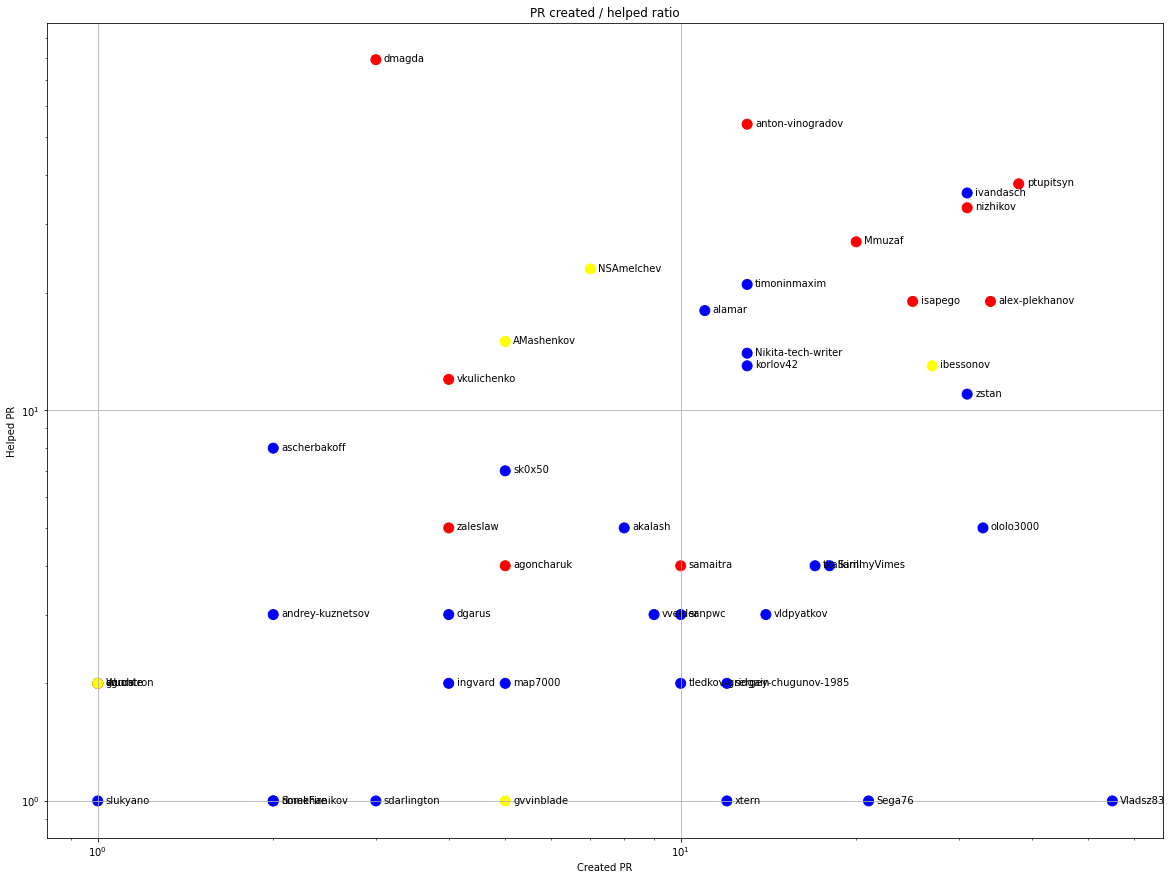 PR created / helped ratio
dmagda
anton-vinogradov
ptupitsyn
ivandasch
nizhikov
Mmuzaf
NSAmelchev
timoninmaxim
isapego
alex-plekhanov
alamar
AMashenkov
Nikita-tech-writer
korlov42
ibessonov
vkulichenko
zstan
10¹
Helped PR
ascherbakoff
sk0x50
zaleslaw
akalash
ololo3000
agoncharuk
samaitra
SammyVimes
andrey-kuznetsov
dgarus
sanpwc
vldpyatkov
ingvard
map7000
sergey-chugunov-1985
10⁰
slukyano
sdarlington
gvvinblade
xtern
Sega76
Vladsz83
10⁰
10¹
Created PR